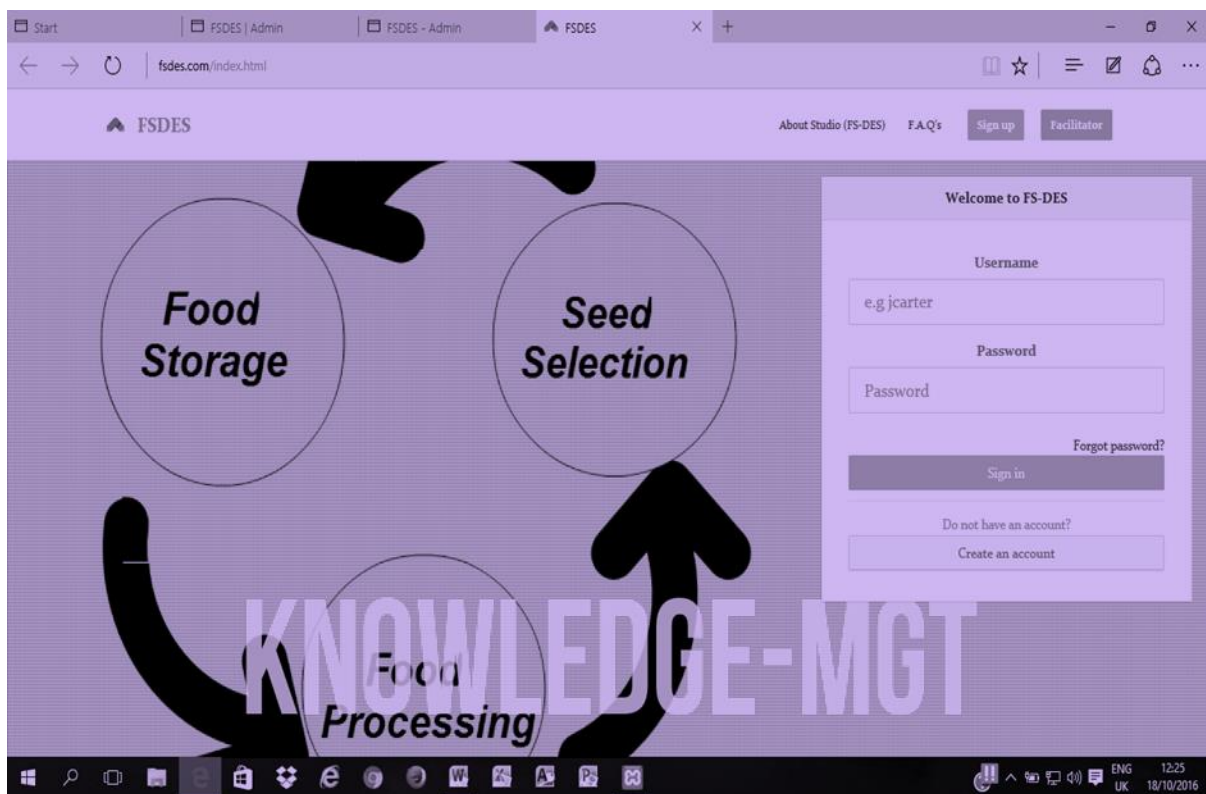 Start
FSDES | Admin
FSDES - Admin
FSDES
fsdes.com/index.html
FSDES
About Studio (FS-DES)
F.A.Q's
Sign up
Facilitator
Food
Storage
Seed
Selection
Food
Processing
KNOWLEDGE-MGT
Welcome to FS-DES
Username
e.g jcarter
Password
Password
Forgot password?
Sign in
Do not have an account?
Create an account
ENG
UK
12:25
18/10/2016